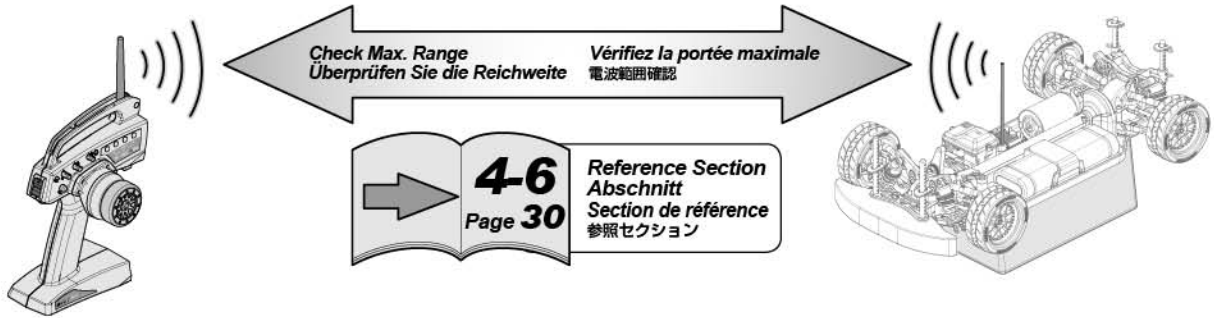 Check Max. Range
Überprüfen Sie die Reichweite
Vérifiez la portée maximale
電波範囲確認
4-6
Page 30
Reference Section
Abschnitt
Section de référence
参照セクション